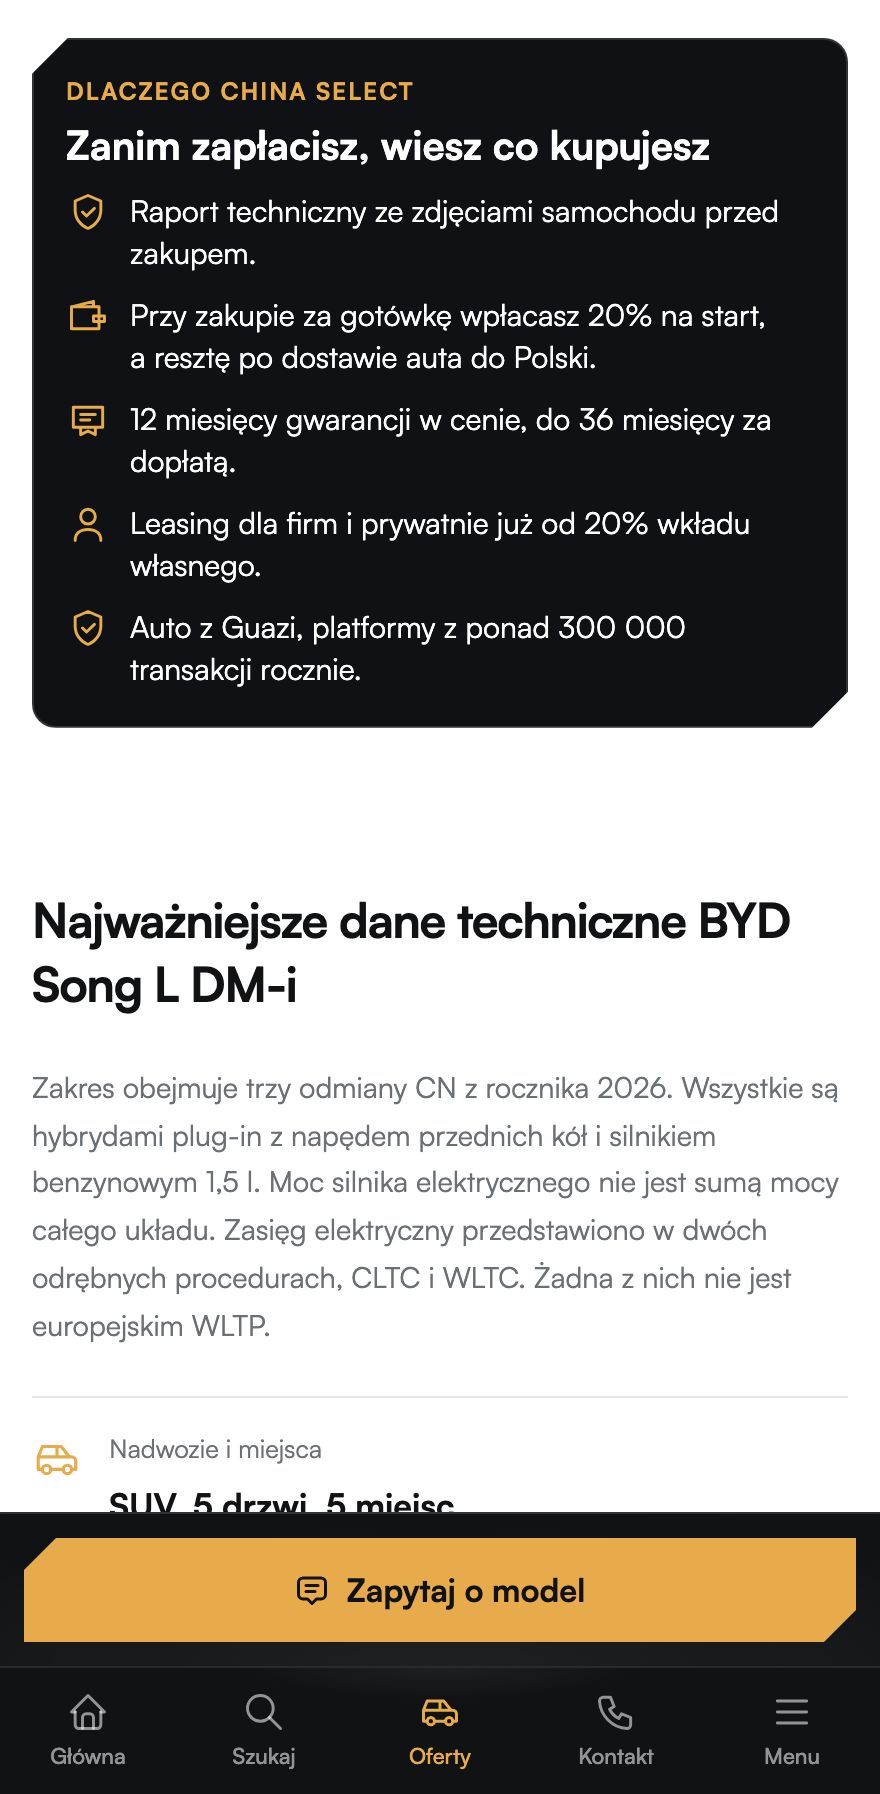 DLACZEGO CHINA SELECT
Zanim zapłacisz, wiesz co kupujesz
Raport techniczny ze zdjęciami samochodu przed
zakupem.
Przy zakupie za gotówkę wpłacasz 20% na start,
a resztę po dostawie auta do Polski.
12 miesięcy gwarancji w cenie, do 36 miesięcy za
dopłatą.
Leasing dla firm i prywatnie już od 20% wkładu
własnego.
Auto z Guazi, platformy z ponad 300 000
transakcji rocznie.
Najważniejsze dane techniczne BYD
Song L DM-i
Zakres obejmuje trzy odmiany CN z rocznika 2026. Wszystkie są
hybrydami plug-in z napędem przednich kół i silnikiem
benzynowym 1,5 l. Moc silnika elektrycznego nie jest sumą mocy
całego układu. Zasięg elektryczny przedstawiono w dwóch
odrębnych procedurach, CLTC i WLTC. Żadna z nich nie jest
europejskim WLTP.
Nadwozie i miejsca
SUV, 5 drzwi, 5 miejsc
Zapytaj o model
Główna
Szukaj
Oferty
Kontakt
Menu